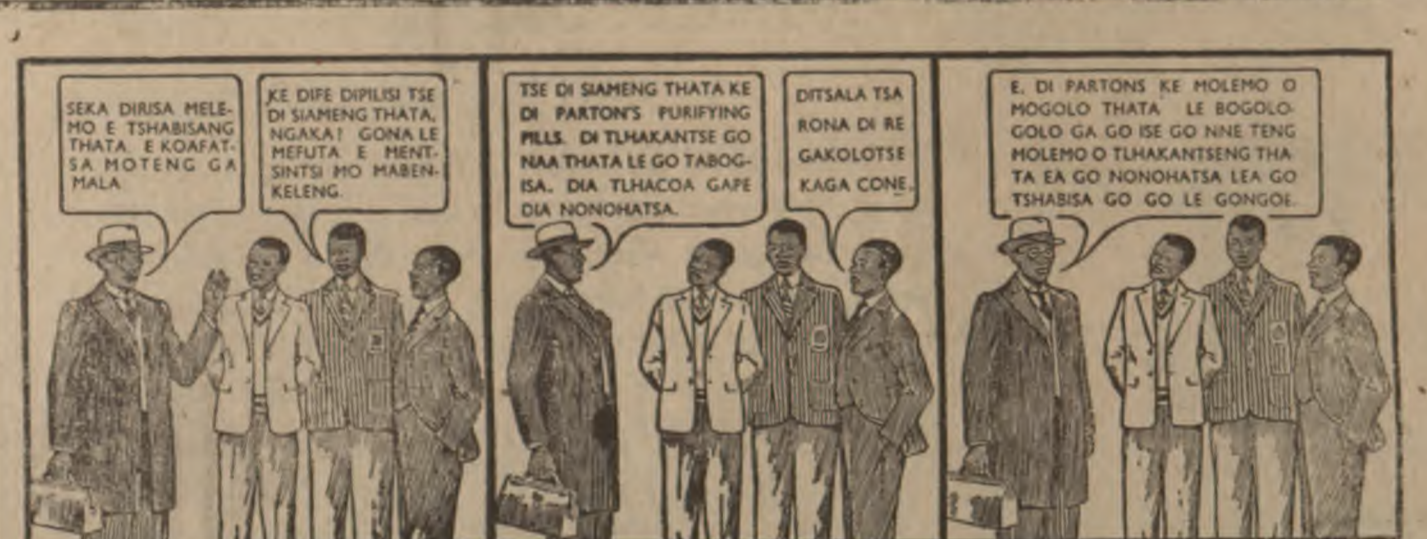 SEKA DIRISA MELE-
MO E TSHABISANG
THATA. E KOAFAT-
SA MOTENG GA
MALA
KE DIFE DIPILISI TSE
DI SIAMENG THATA,
NGAKA? GONA LE
MEFUTA E MENT-
SINTSI MO MABEN-
KELENG.
TSE DI SIAMENG THATA KE
DI PARTON'S PURIFYING
PILLS. DI TLHAKANTSE GO
NAA THATA LE GO TABOG-
ISA. DIA TLHACOA GAPE
DIA NONOHATSA.
DITSALA TSA
RONA DI RE
GAKOLOTSE
KAGA CONE.
E, DI PARTONS KE MOLEMO O
MOGOLO THATA LE BOGOLO-
GOLO GA GO ISE GO NNE TENG
MOLEMO O TLHAKANTSENG THA-
TA EA GO NONOHATSA LEA GO
TSHABISA GO GO LE GONGOE.